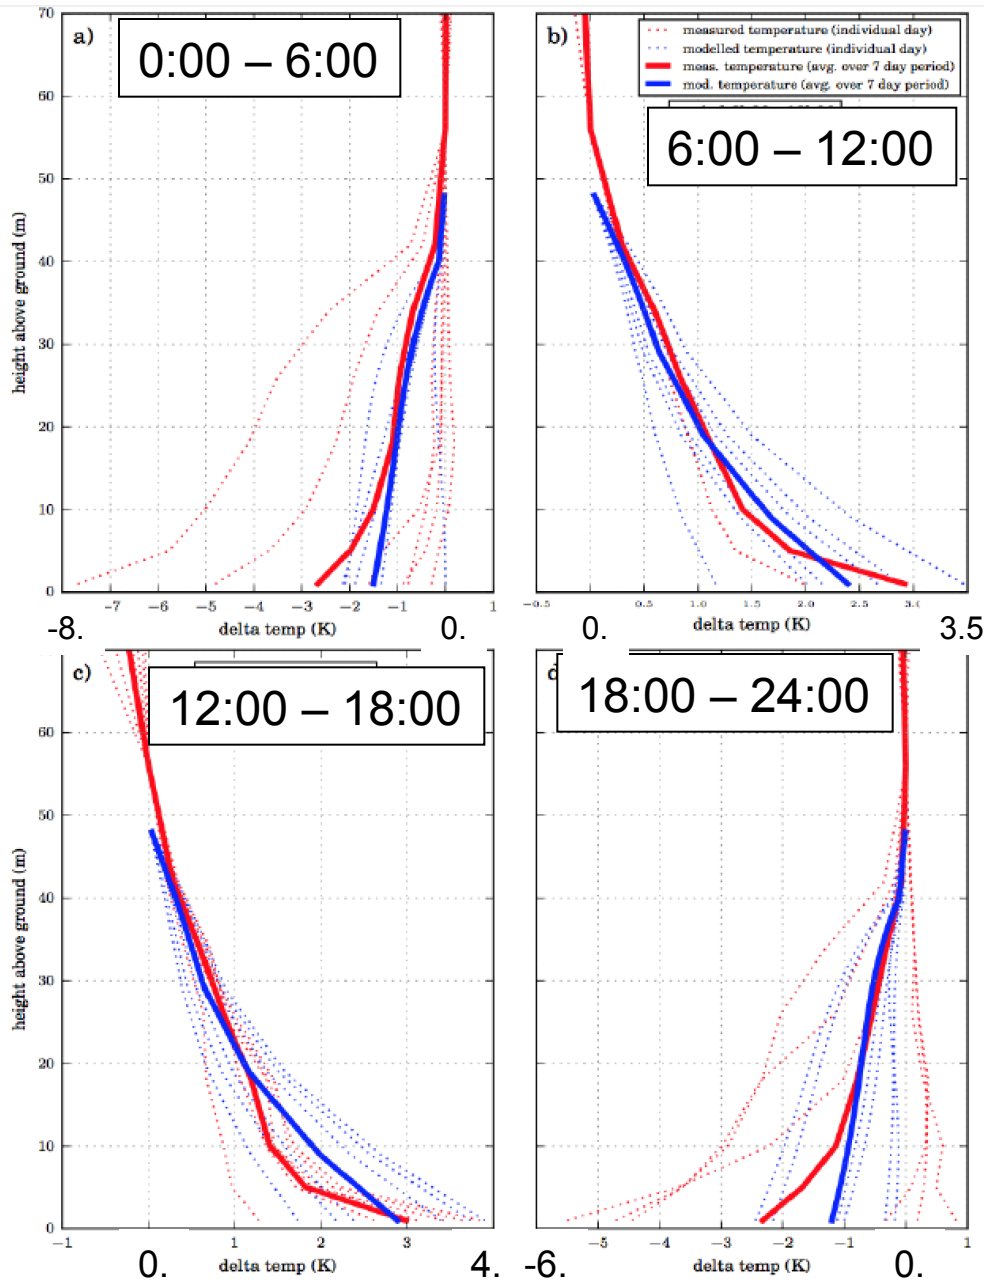 a)
0:00 – 6:00
70
60
50
40
30
20
10
0
height above ground (m)
−7 −6 −5 −4 −3 −2 −1 1
-8. 0.
delta temp (K)
b)
measured temperature (individual day)
modelled temperature (individual day)
meas. temperature (avg. over 7 day period)
mod. temperature (avg. over 7 day period)
6:00 – 12:00
−0.5 0.5 1.0 1.5 2.0 2.5 3.0
0. 3.5
delta temp (K)
c)
12:00 – 18:00
60
50
40
30
20
10
0
height above ground (m)
−1 1 2 3
0. 4.
delta temp (K)
d
18:00 – 24:00
−5 −4 −3 −2 −1 1
-6. 0.
delta temp (K)